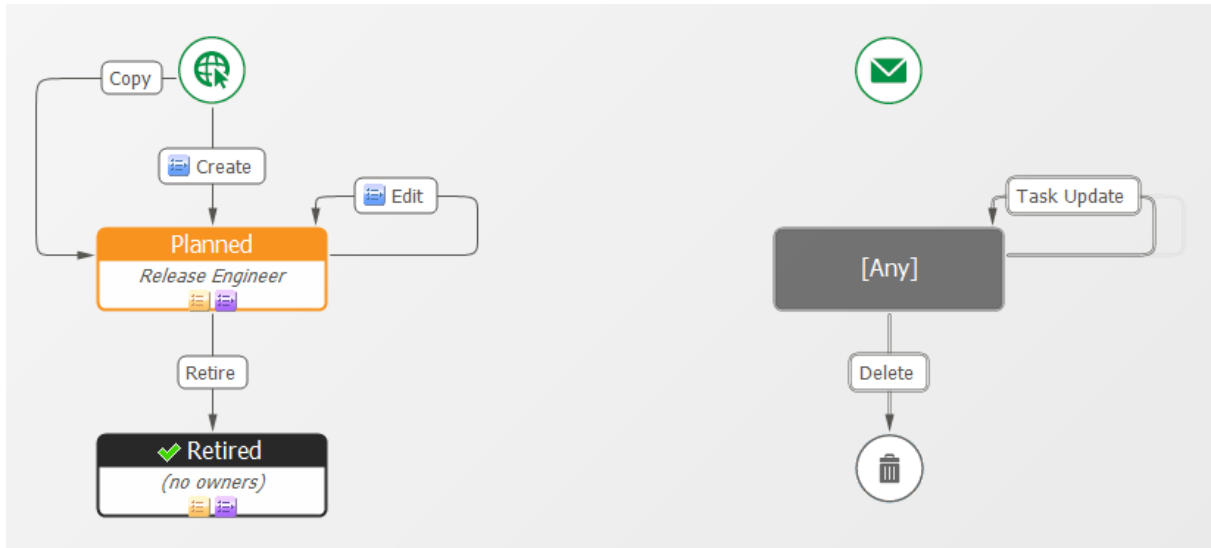 Copy
Create
Edit
Planned
Release Engineer
Retire
Retired
(no owners)
Task Update
[Any]
Delete